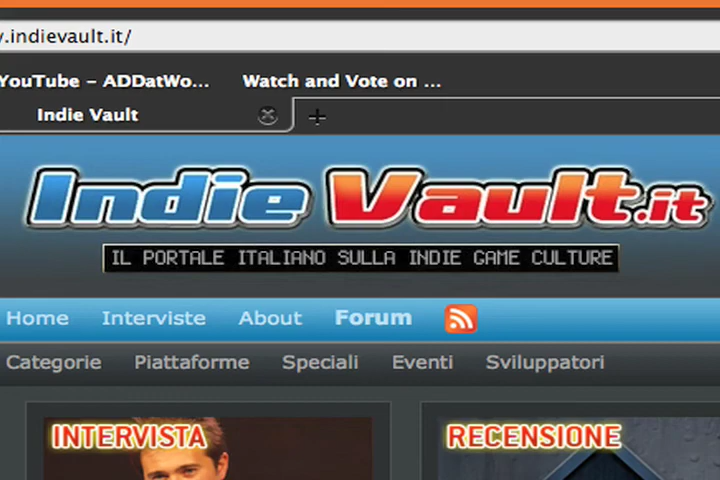 .indievault.it/
YouTube – ADDatWo... Watch and Vote on ...
Indie Vault
Indie Vault.it
IL PORTALE ITALIANO SULLA INDIE GAME CULTURE
Home Interviste About Forum
Categorie Piattaforme Speciali Eventi Sviluppatori
INTERVISTA RECENSIONE